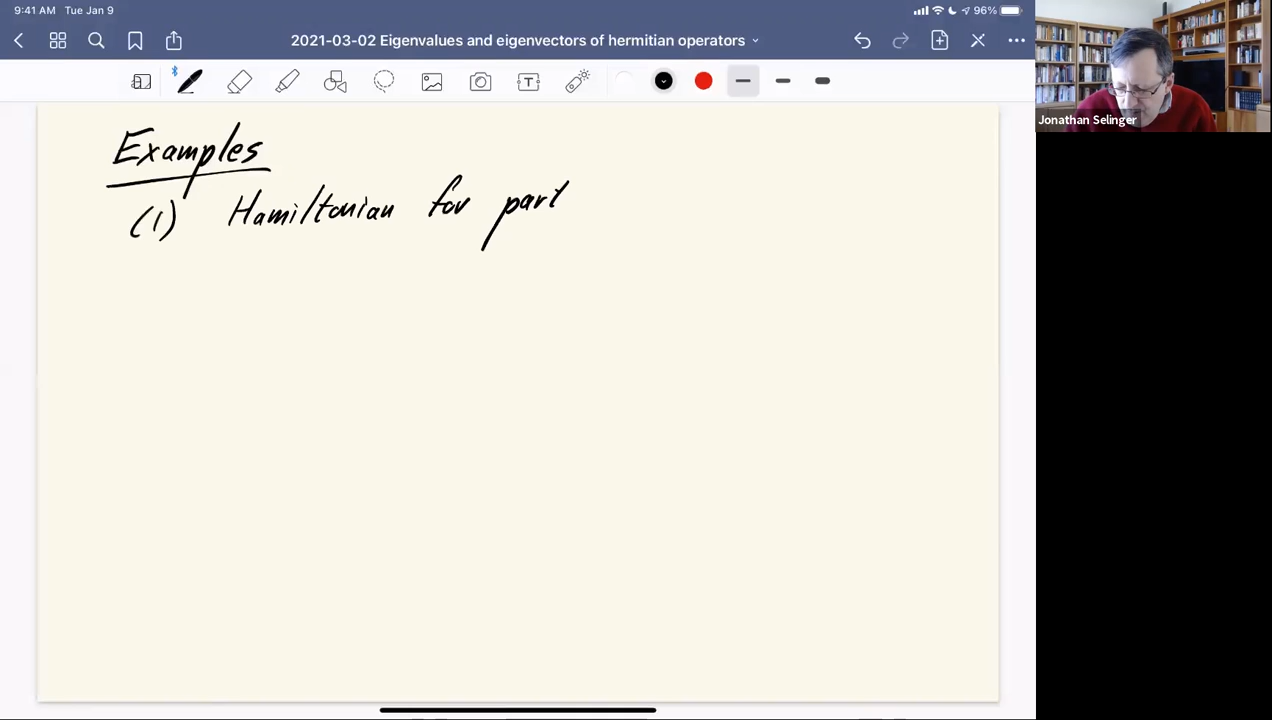 9:41 AM Tue Jan 9
96%
2021-03-02 Eigenvalues and eigenvectors of hermitian operators
T
Jonathan Selinger
Examples
(1) Hamiltonian for part